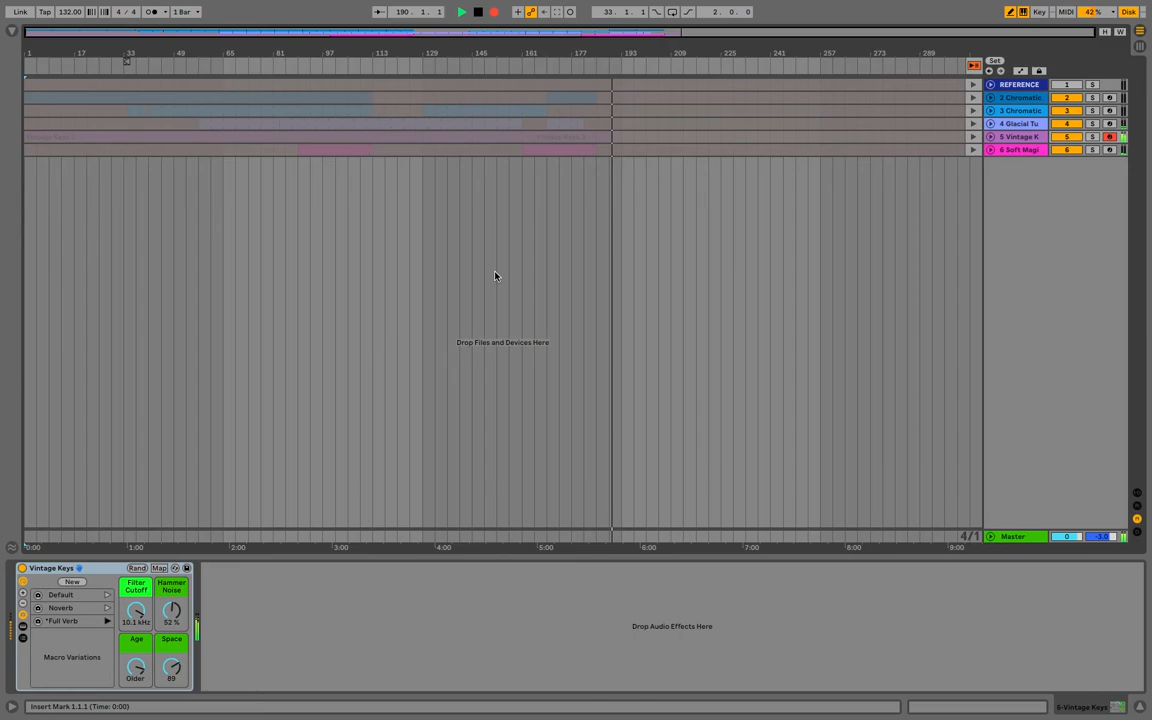 Link Tap 132.00 4 / 4 1 Bar 190 . 1 . 1 33 . 1 . 1 2 . 0 . 0 Key MIDI 42 % Disk
H W
1 17 33 49 65 81 97 113 129 145 161 177 193 209 225 241 257 273 289
Set
REFERENCE 1 S
2 Chromatic 2 S
3 Chromatic 3 S
4 Glacial Tu 4 S
5 Vintage K 5 S
6 Soft Magi 6 S
Drop Files and Devices Here
4/1 Master 0 -3.0
0:00 1:00 2:00 3:00 4:00 5:00 6:00 7:00 8:00 9:00
Vintage Keys Rand Map
New Filter Cutoff Hammer Noise
Default
Noverb
10.1 kHz 52 %
*Full Verb
Age Space
Macro Variations
Older 89
Drop Audio Effects Here
Insert Mark 1.1.1 (Time: 0:00) 5-Vintage Keys